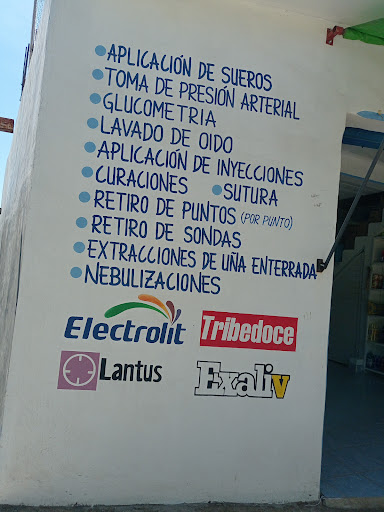 •APLICACIÓN DE SUEROS
•TOMA DE PRESIÓN ARTERIAL
•GLUCOMETRIA
•LAVADO DE OIDO
•APLICACIÓN DE INYECCIONES
•CURACIONES •SUTURA
•RETIRO DE PUNTOS (POR PUNTO)
•RETIRO DE SONDAS
•EXTRACCIONES DE UÑA ENTERRADA
•NEBULIZACIONES
Electrolit Tribedoce
Lantus Exaliv